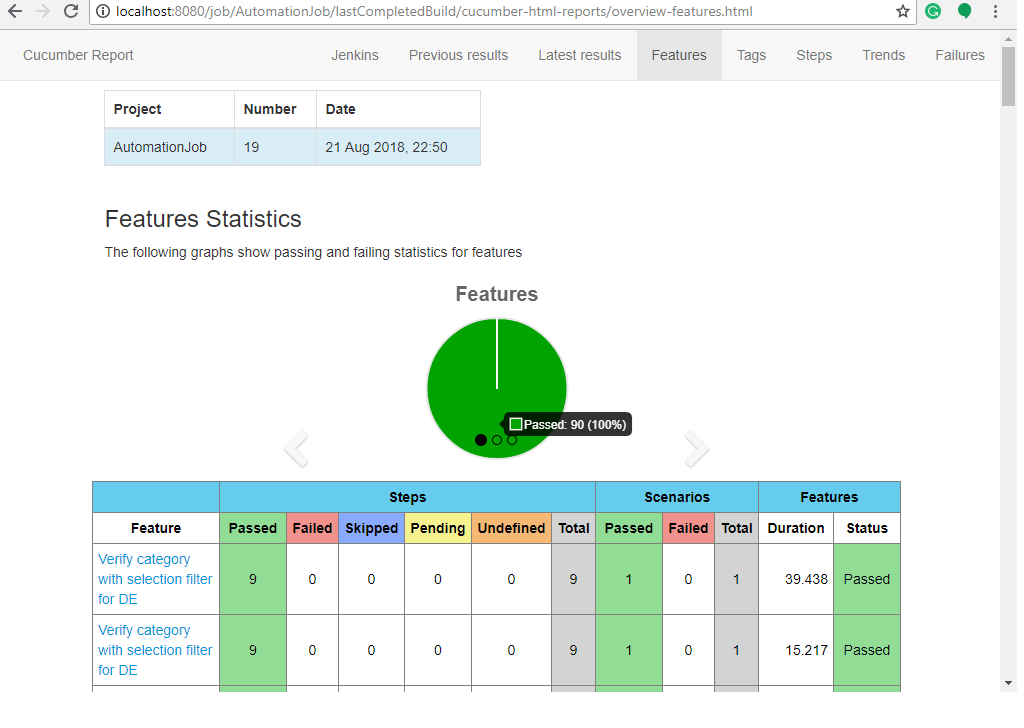 localhost:8080/job/AutomationJob/lastCompletedBuild/cucumber-html-reports/overview-features.html
Cucumber Report Jenkins Previous results Latest results Features Tags Steps Trends Failures
Project Number Date
AutomationJob 19 21 Aug 2018, 22:50
Features Statistics
The following graphs show passing and failing statistics for features
Features
Passed: 90 (100%)
Steps Scenarios Features
Feature Passed Failed Skipped Pending Undefined Total Passed Failed Total Duration Status
Verify category
with selection filter 9 0 0 0 0 9 1 0 1 39.438 Passed
for DE
Verify category
with selection filter 9 0 0 0 0 9 1 0 1 15.217 Passed
for DE